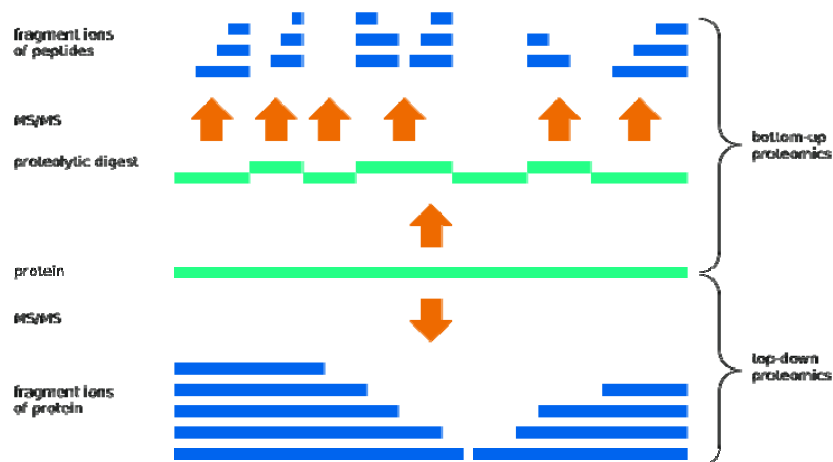 fragment ions
of peptides
MS/MS
proteolytic digest
bottom-up
proteomics
protein
MS/MS
top-down
proteomics
fragment ions
of protein